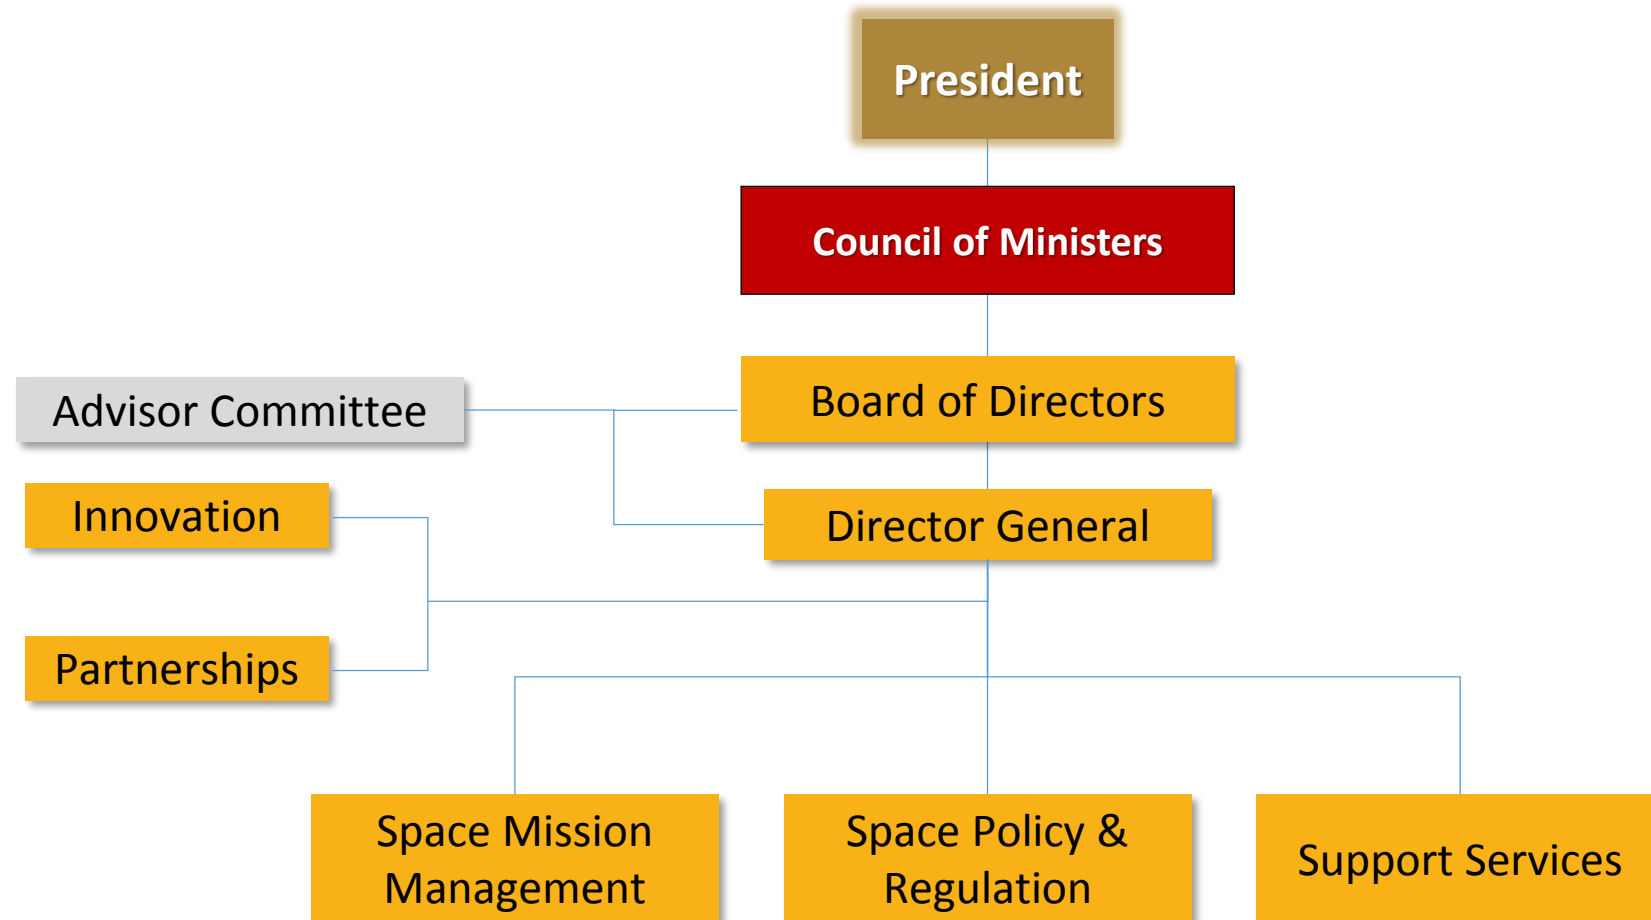 President
Council of Ministers
Board of Directors
Advisor Committee
Innovation
Director General
Partnerships
Space Mission
Management
Space Policy &
Regulation
Support Services